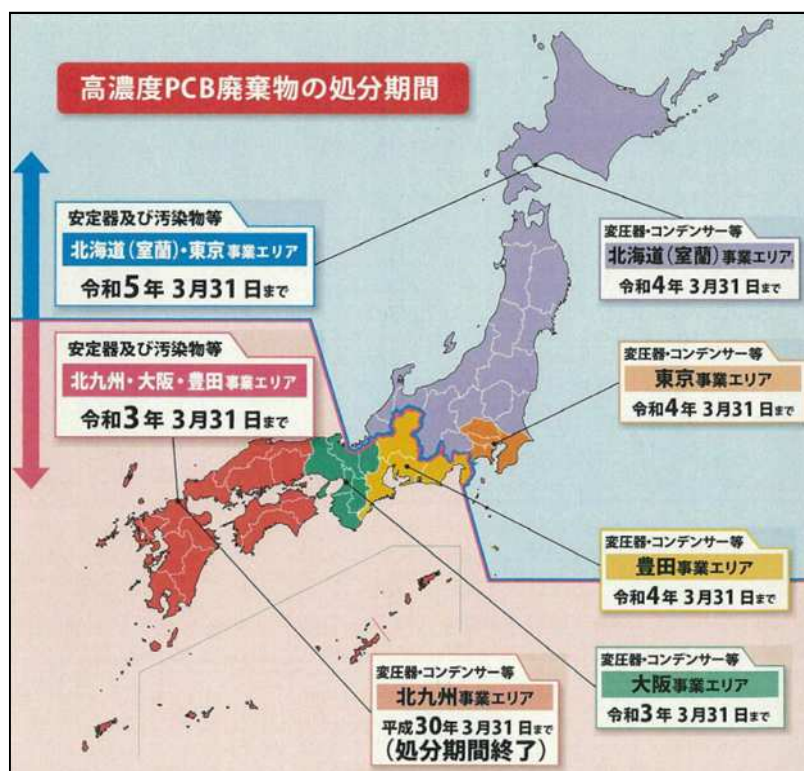 高濃度PCB廃棄物の処分期間
安定器及び汚染物等
北海道(室蘭)・東京事業エリア
令和5年 3月31日まで
安定器及び汚染物等
北九州・大阪・豊田事業エリア
令和3年 3月31日まで
変圧器・コンデンサー等
北海道(室蘭)事業エリア
令和4年 3月31日まで
変圧器・コンデンサー等
東京事業エリア
令和4年 3月31日まで
変圧器・コンデンサー等
豊田事業エリア
令和4年 3月31日まで
変圧器・コンデンサー等
大阪事業エリア
令和3年 3月31日まで
変圧器・コンデンサー等
北九州事業エリア
平成30年 3月31日まで
(処分期間終了)